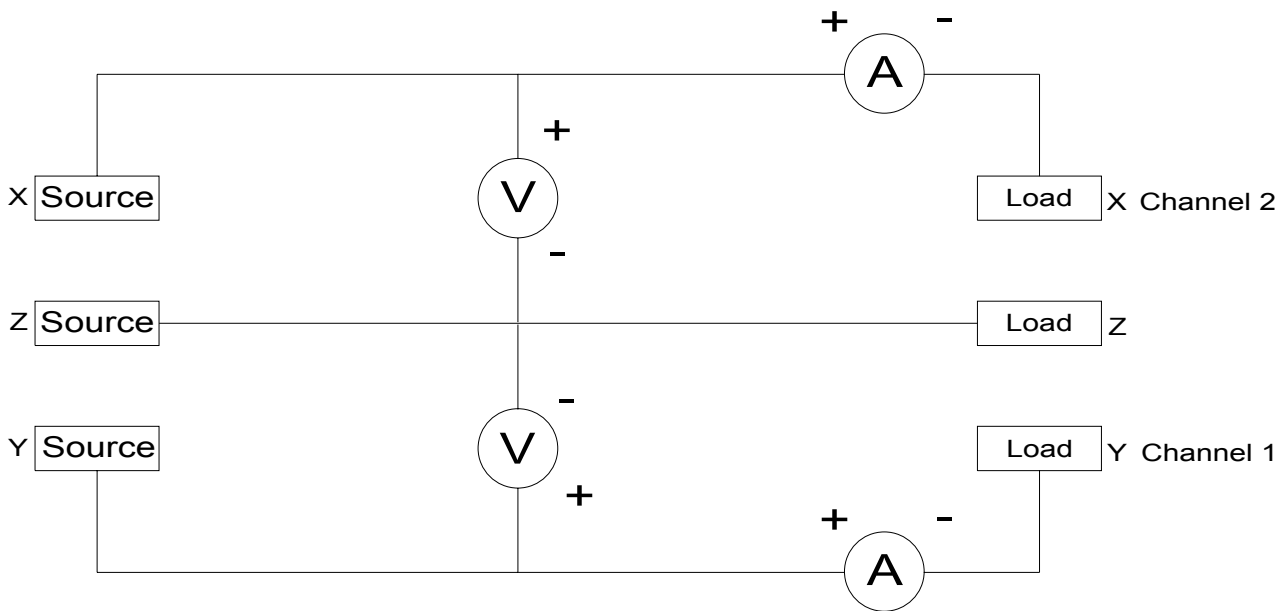 + -
A
+
X Source V Load X Channel 2
-
Z Source Load Z
-
Y Source V Load Y Channel 1
+
+ -
A